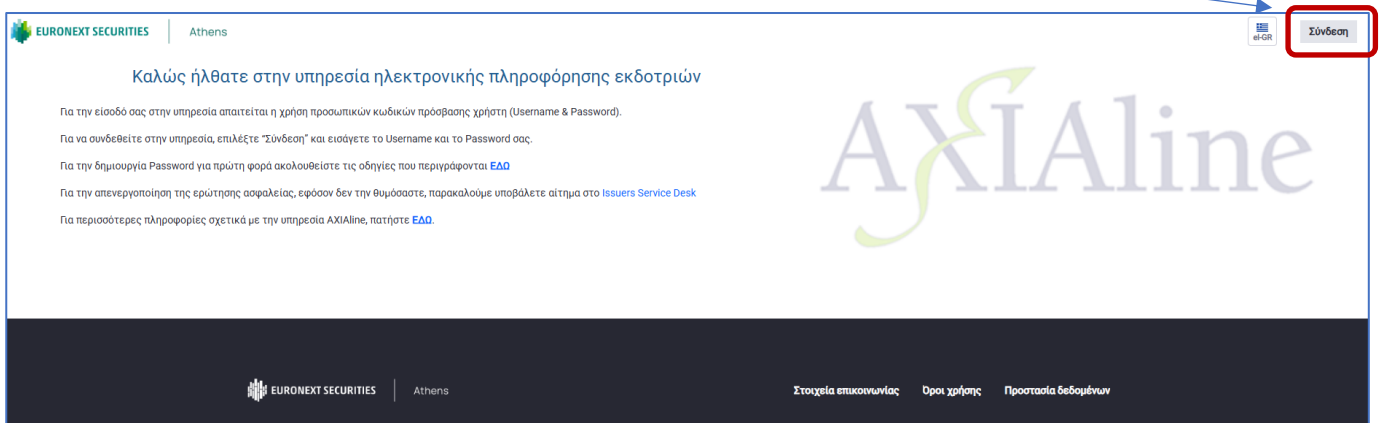 EURONEXT SECURITIES Athens
el-GR
Σύνδεση
Καλώς ήλθατε στην υπηρεσία ηλεκτρονικής πληροφόρησης εκδοτριών
Για την είσοδό σας στην υπηρεσία απαιτείται η χρήση προσωπικών κωδικών πρόσβασης χρήστη (Username & Password).
Για να συνδεθείτε στην υπηρεσία, επιλέξτε “Σύνδεση” και εισάγετε το Username και το Password σας.
Για την δημιουργία Password για πρώτη φορά ακολουθείστε τις οδηγίες που περιγράφονται ΕΔΩ
Για την απενεργοποίηση της ερώτησης ασφαλείας, εφόσον δεν την θυμόσαστε, παρακαλούμε υποβάλετε αίτημα στο Issuers Service Desk
Για περισσότερες πληροφορίες σχετικά με την υπηρεσία AXIAline, πατήστε ΕΔΩ.
AXIAline
EURONEXT SECURITIES Athens
Στοιχεία επικοινωνίας Όροι χρήσης Προστασία δεδομένων